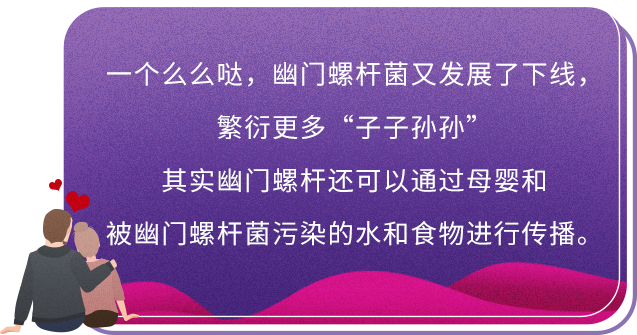 一个么么哒，幽门螺杆菌又发展了下线，
繁衍更多“子子孙孙”
其实幽门螺杆还可以通过母婴和
被幽门螺杆菌污染的水和食物进行传播。